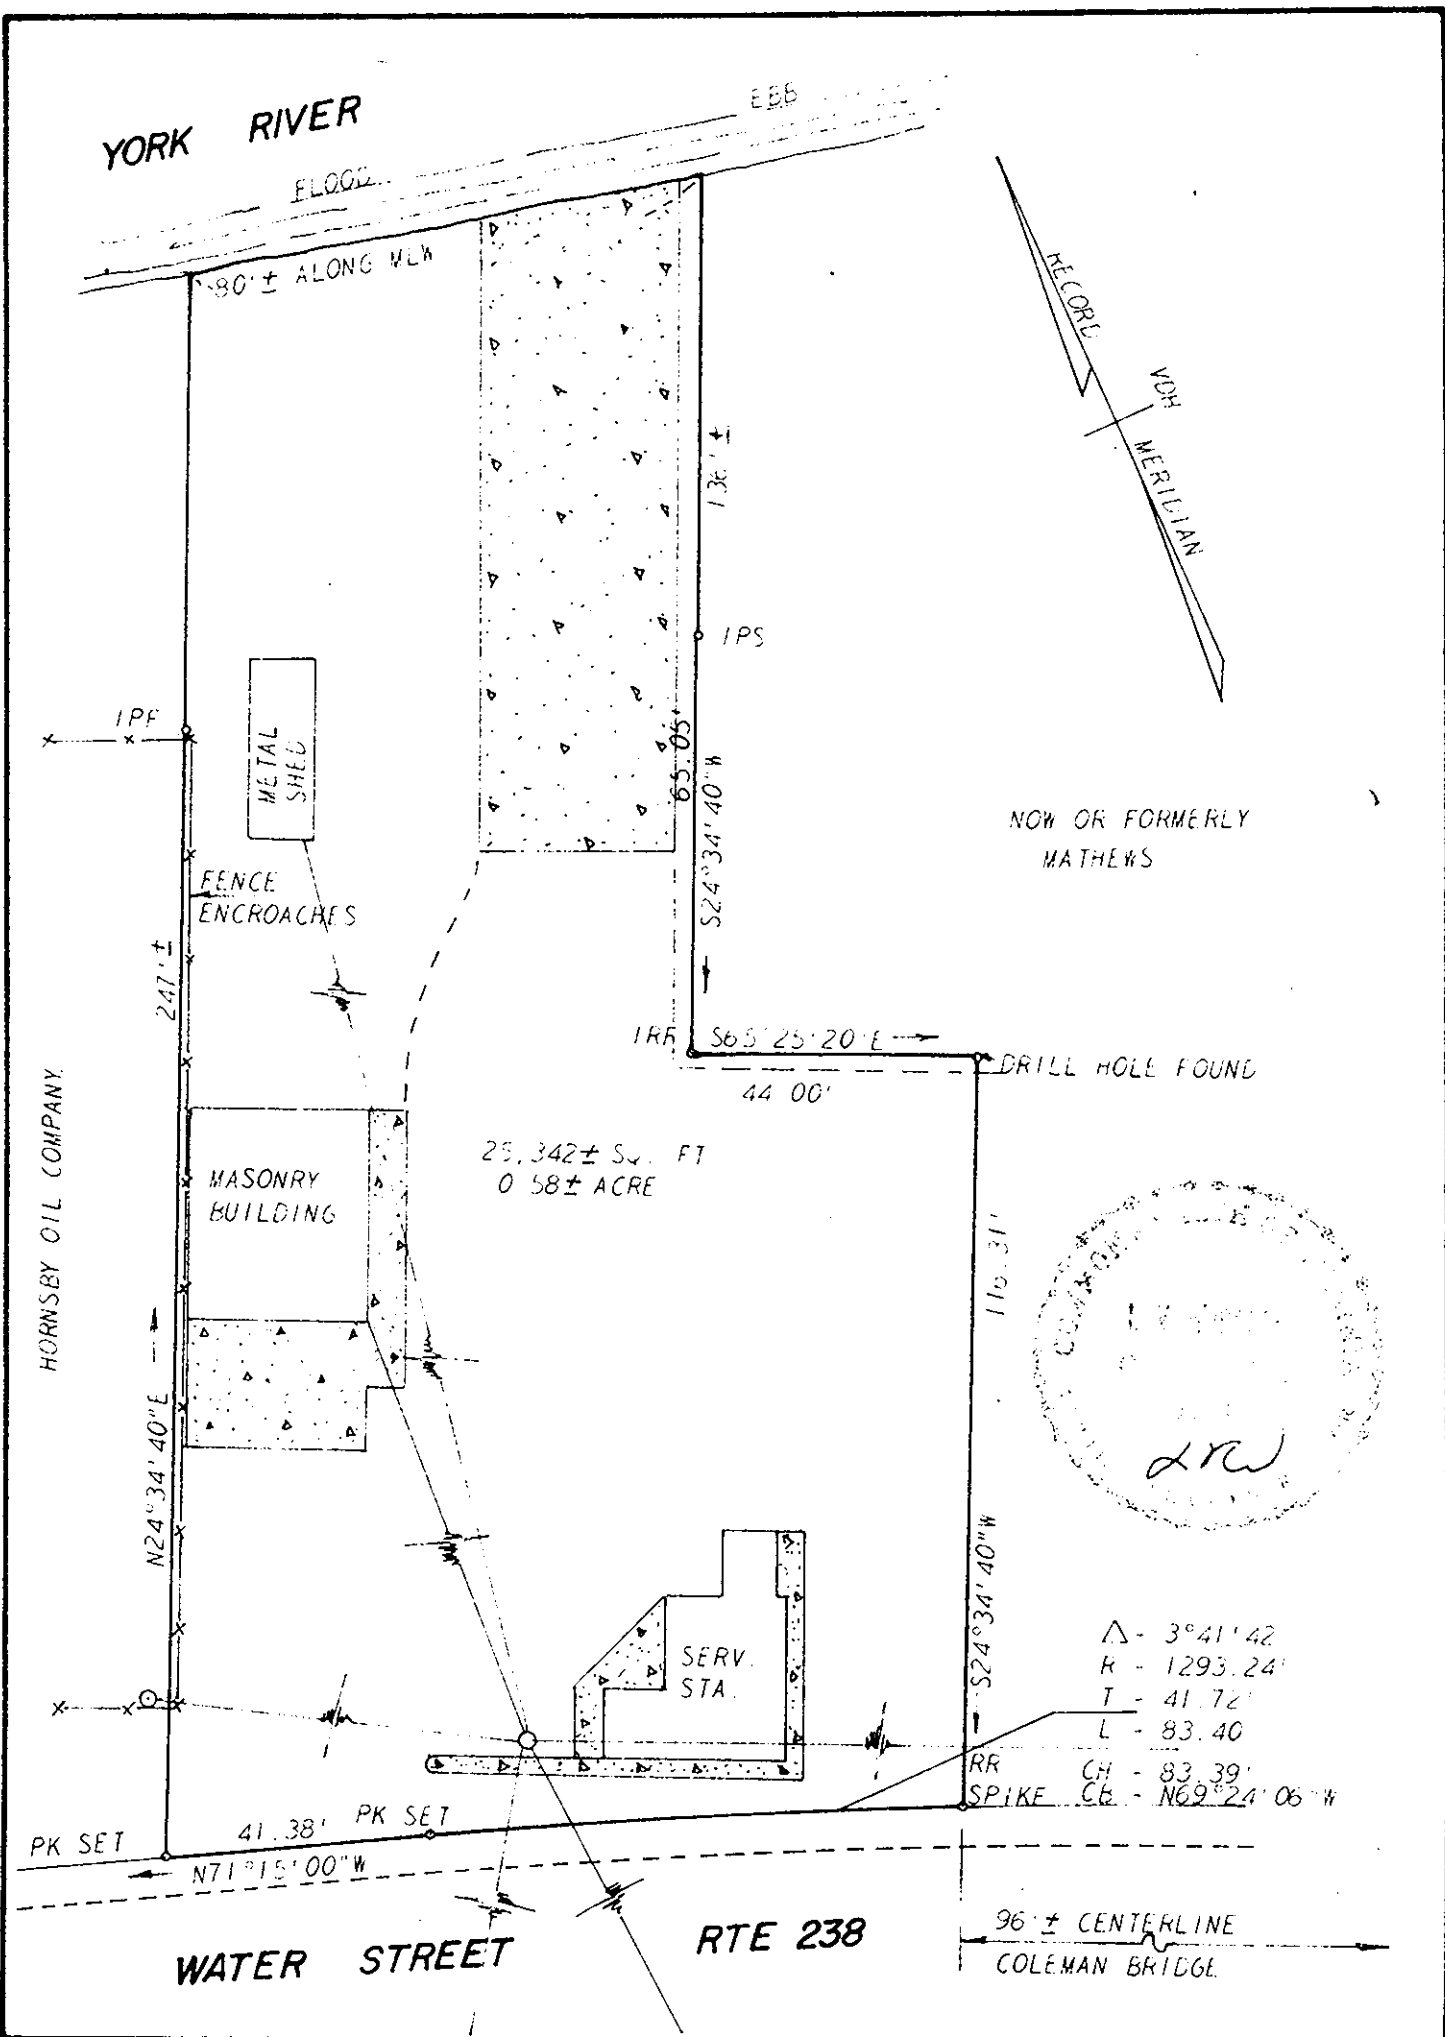 YORK RIVER
EBB
FLOOD
80'± ALONG MLW
RECORD
VDH
MERIDIAN
136'±
IPS
IPF
METAL
SHED
65.05'
S24°34'40"W
NOW OR FORMERLY
MATHEWS
FENCE
ENCROACHES
247'±
IRF
S65°25'20"E
DRILL HOLE FOUND
44.00'
HORNSBY OIL COMPANY
25,342± SQ. FT
0.58± ACRE
MASONRY
BUILDING
116.31'
N24°34'40"E
S24°34'40"W
SERV.
STA.
Δ - 3°41'42
R - 1293.24'
T - 41.72'
L - 83.40
CH - 83.39'
CB - N69°24'06"W
RR
SPIKE
PK SET
41.38'
PK SET
N71°15'00"W
WATER STREET
RTE 238
96'± CENTERLINE
COLEMAN BRIDGE